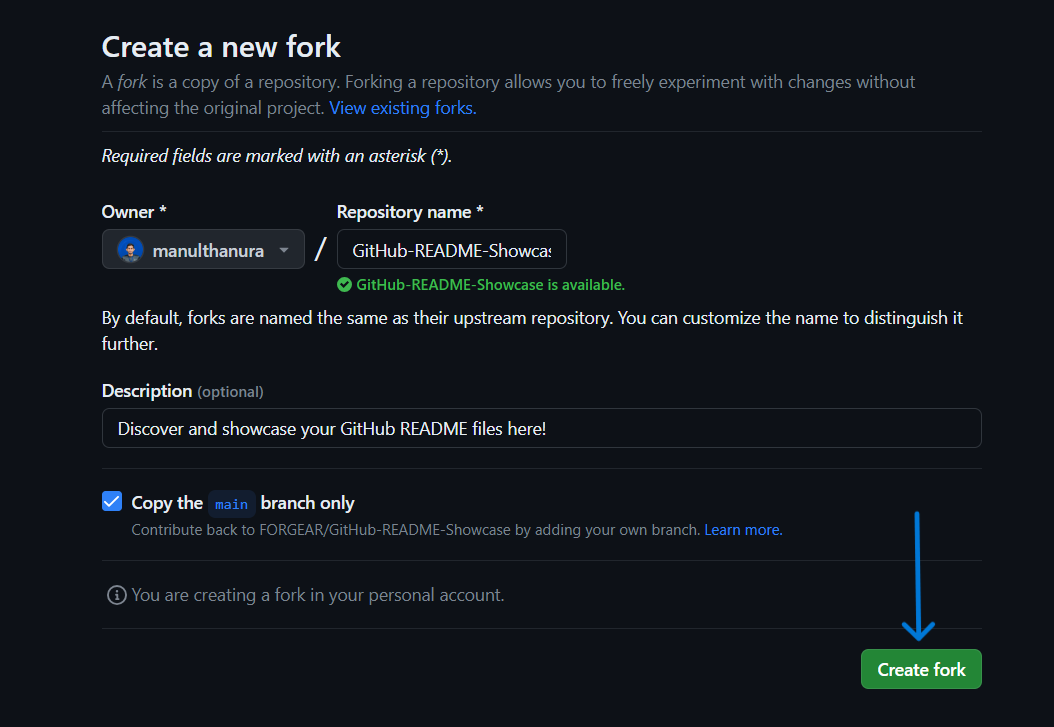 Create a new fork
A fork is a copy of a repository. Forking a repository allows you to freely experiment with changes without
affecting the original project. View existing forks.
Required fields are marked with an asterisk (*).
Owner *
Repository name *
manulthanura
/
GitHub-README-Showcas
GitHub-README-Showcase is available.
By default, forks are named the same as their upstream repository. You can customize the name to distinguish it
further.
Description (optional)
Discover and showcase your GitHub README files here!
Copy the main branch only
Contribute back to FORGEAR/GitHub-README-Showcase by adding your own branch. Learn more.
You are creating a fork in your personal account.
Create fork